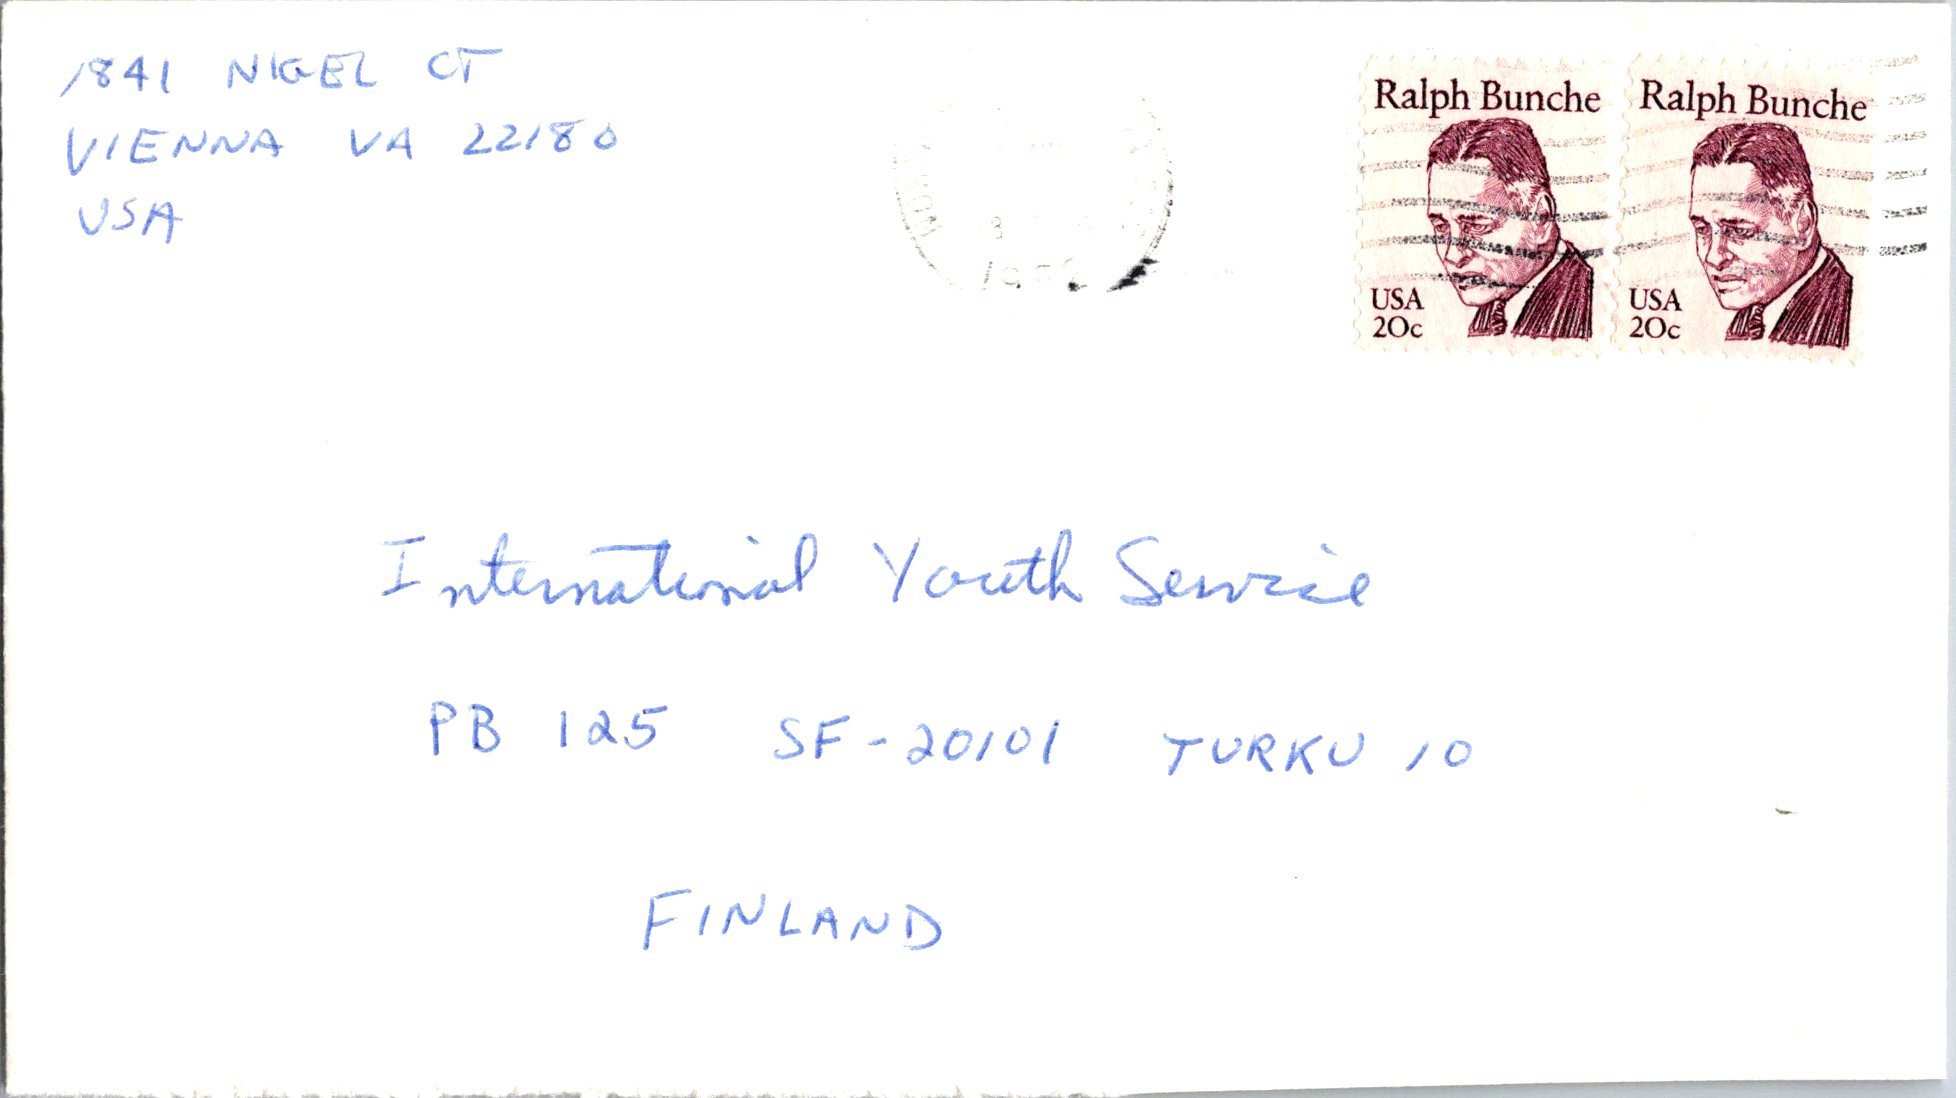 1841 NIGEL CT
VIENNA VA 22180
USA
Ralph Bunche
USA
20c
Ralph Bunche
USA
20c
International Youth Service
PB 125 SF-20101 TURKU 10
FINLAND